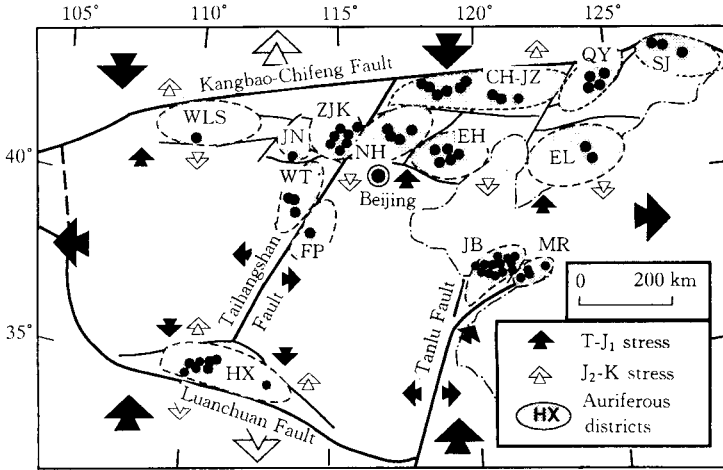 105° 110° 115° 120° 125°
Kangbao-Chifeng Fault
CH-JZ
QY
SJ
WLS
ZJK
JN
NH
EH
EL
40°
WT
Beijing
FP
Taihangshan
Fault
JB
MR
Tanlu Fault
0 200 km
35°
HX
Luanchuan Fault
T-J₁ stress
J₂-K stress
HX Auriferous
districts